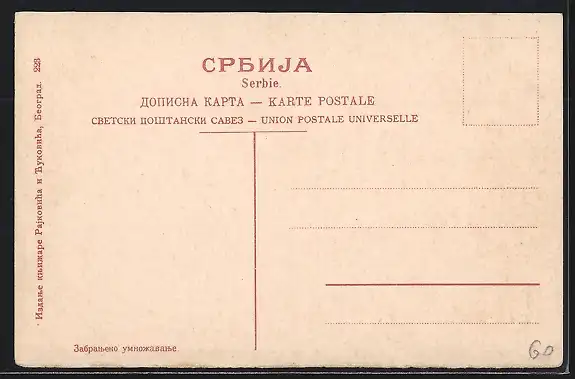 СРБИЈА
Serbie.
ДОПИСНА КАРТА — KARTE POSTALE
СВЕТСКИ ПОШТАНСКИ САВЕЗ — UNION POSTALE UNIVERSELLE
Издање књижаре Рајковића и Ђуковића, Београд. 223
Забрањено умножавање.
60